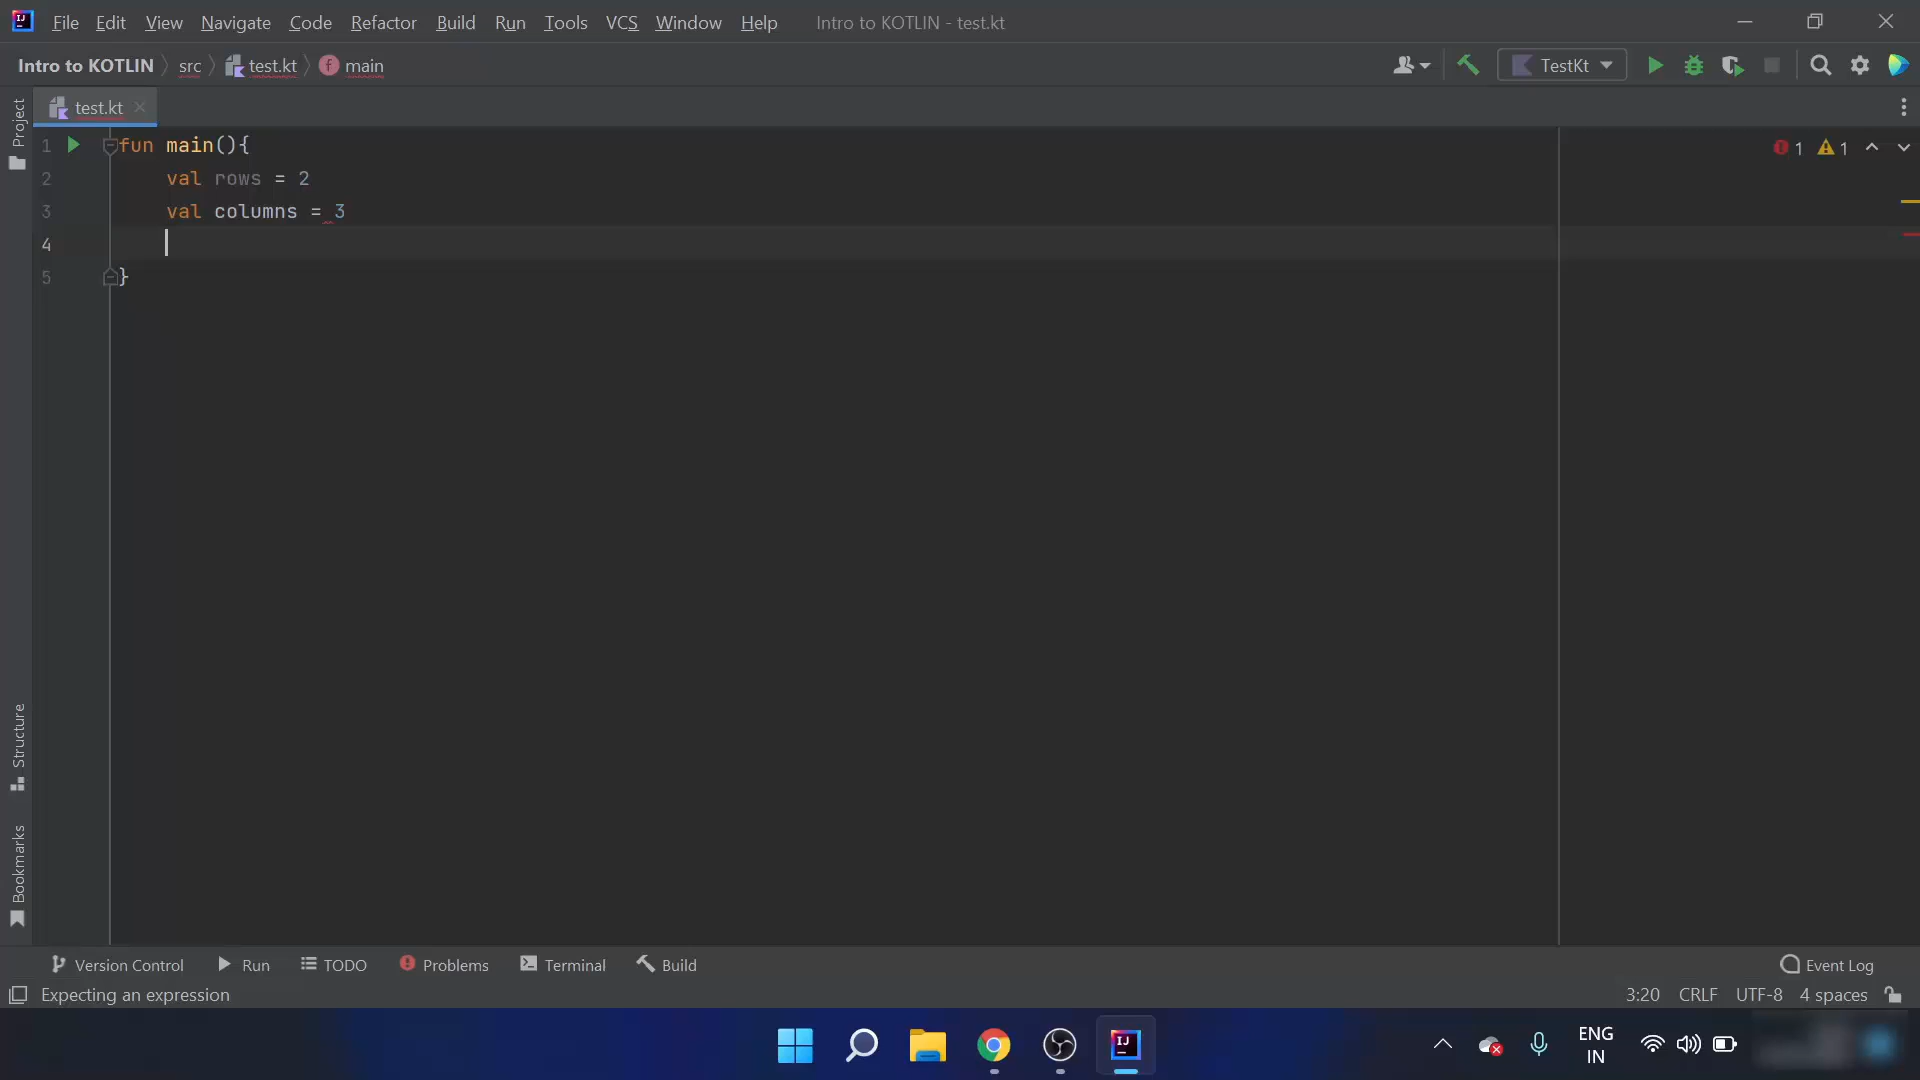 File Edit View Navigate Code Refactor Build Run Tools VCS Window Help Intro to KOTLIN - test.kt
Intro to KOTLIN src test.kt main TestKt
Project
test.kt
1 fun main(){ 1 1
2 val rows = 2
3 val columns = 3
4
5 }
Structure
Bookmarks
Version Control Run TODO Problems Terminal Build Event Log
Expecting an expression 3:20 CRLF UTF-8 4 spaces
ENG
IN